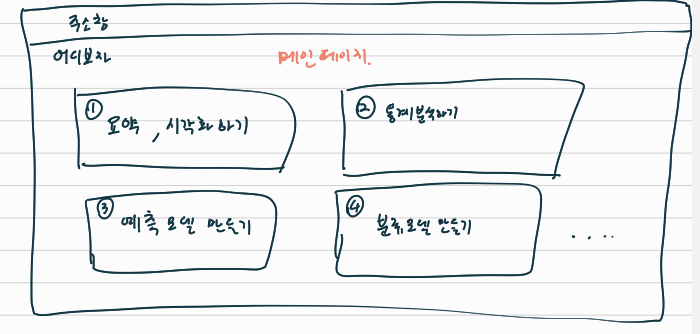 주소창
어디보자
메인페이지.
① 요약, 시각화하기
② 통계분석하기
③ 예측 모델 만들기
④ 분류모델 만들기
.....